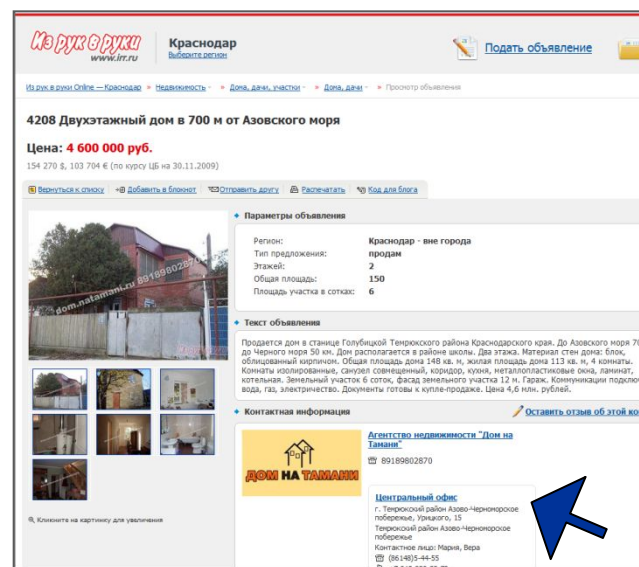 Из рук в руки
www.irr.ru
Краснодар
Выберите регион
Подать объявление
Из рук в руки Online — Краснодар » Недвижимость » Дома, дачи, участки » Дома, дачи » Просмотр объявления
4208 Двухэтажный дом в 700 м от Азовского моря
Цена: 4 600 000 руб.
154 270 $, 103 704 € (по курсу ЦБ на 30.11.2009)
Вернуться к списку Добавить в блокнот Отправить другу Распечатать Код для блога
Параметры объявления
Регион: Краснодар - вне города
Тип предложения: продам
Этажей: 2
Общая площадь: 150
Площадь участка в сотках: 6
dom.natamani.ru 89189802870
Текст объявления
Продается дом в станице Голубицкой Темрюкского района Краснодарского края. До Азовского моря 70
до Черного моря 50 км. Дом располагается в районе школы. Два этажа. Материал стен дома: блок,
облицованный кирпичом. Общая площадь дома 148 кв. м, жилая площадь дома 113 кв. м, 4 комнаты.
Комнаты изолированные, санузел совмещенный, коридор, кухня, металлопластиковые окна, ламинат,
котельная. Земельный участок 6 соток, фасад земельного участка 12 м. Гараж. Коммуникации подклю
вода, газ, электричество. Документы готовы к купле-продаже. Цена 4,6 млн. рублей.
Контактная информация
Оставить отзыв об этой ко
ДОМ НА ТАМАНИ
Агентство недвижимости "Дом на
Тамани"
89189802870
Центральный офис
г. Темрюкский район Азово-Черноморское
побережье, Урицкого, 15
Темрюкский район Азово-Черноморское
побережье
Контактное лицо: Мария, Вера
(86148)5-44-55
Кликните на картинку для увеличения